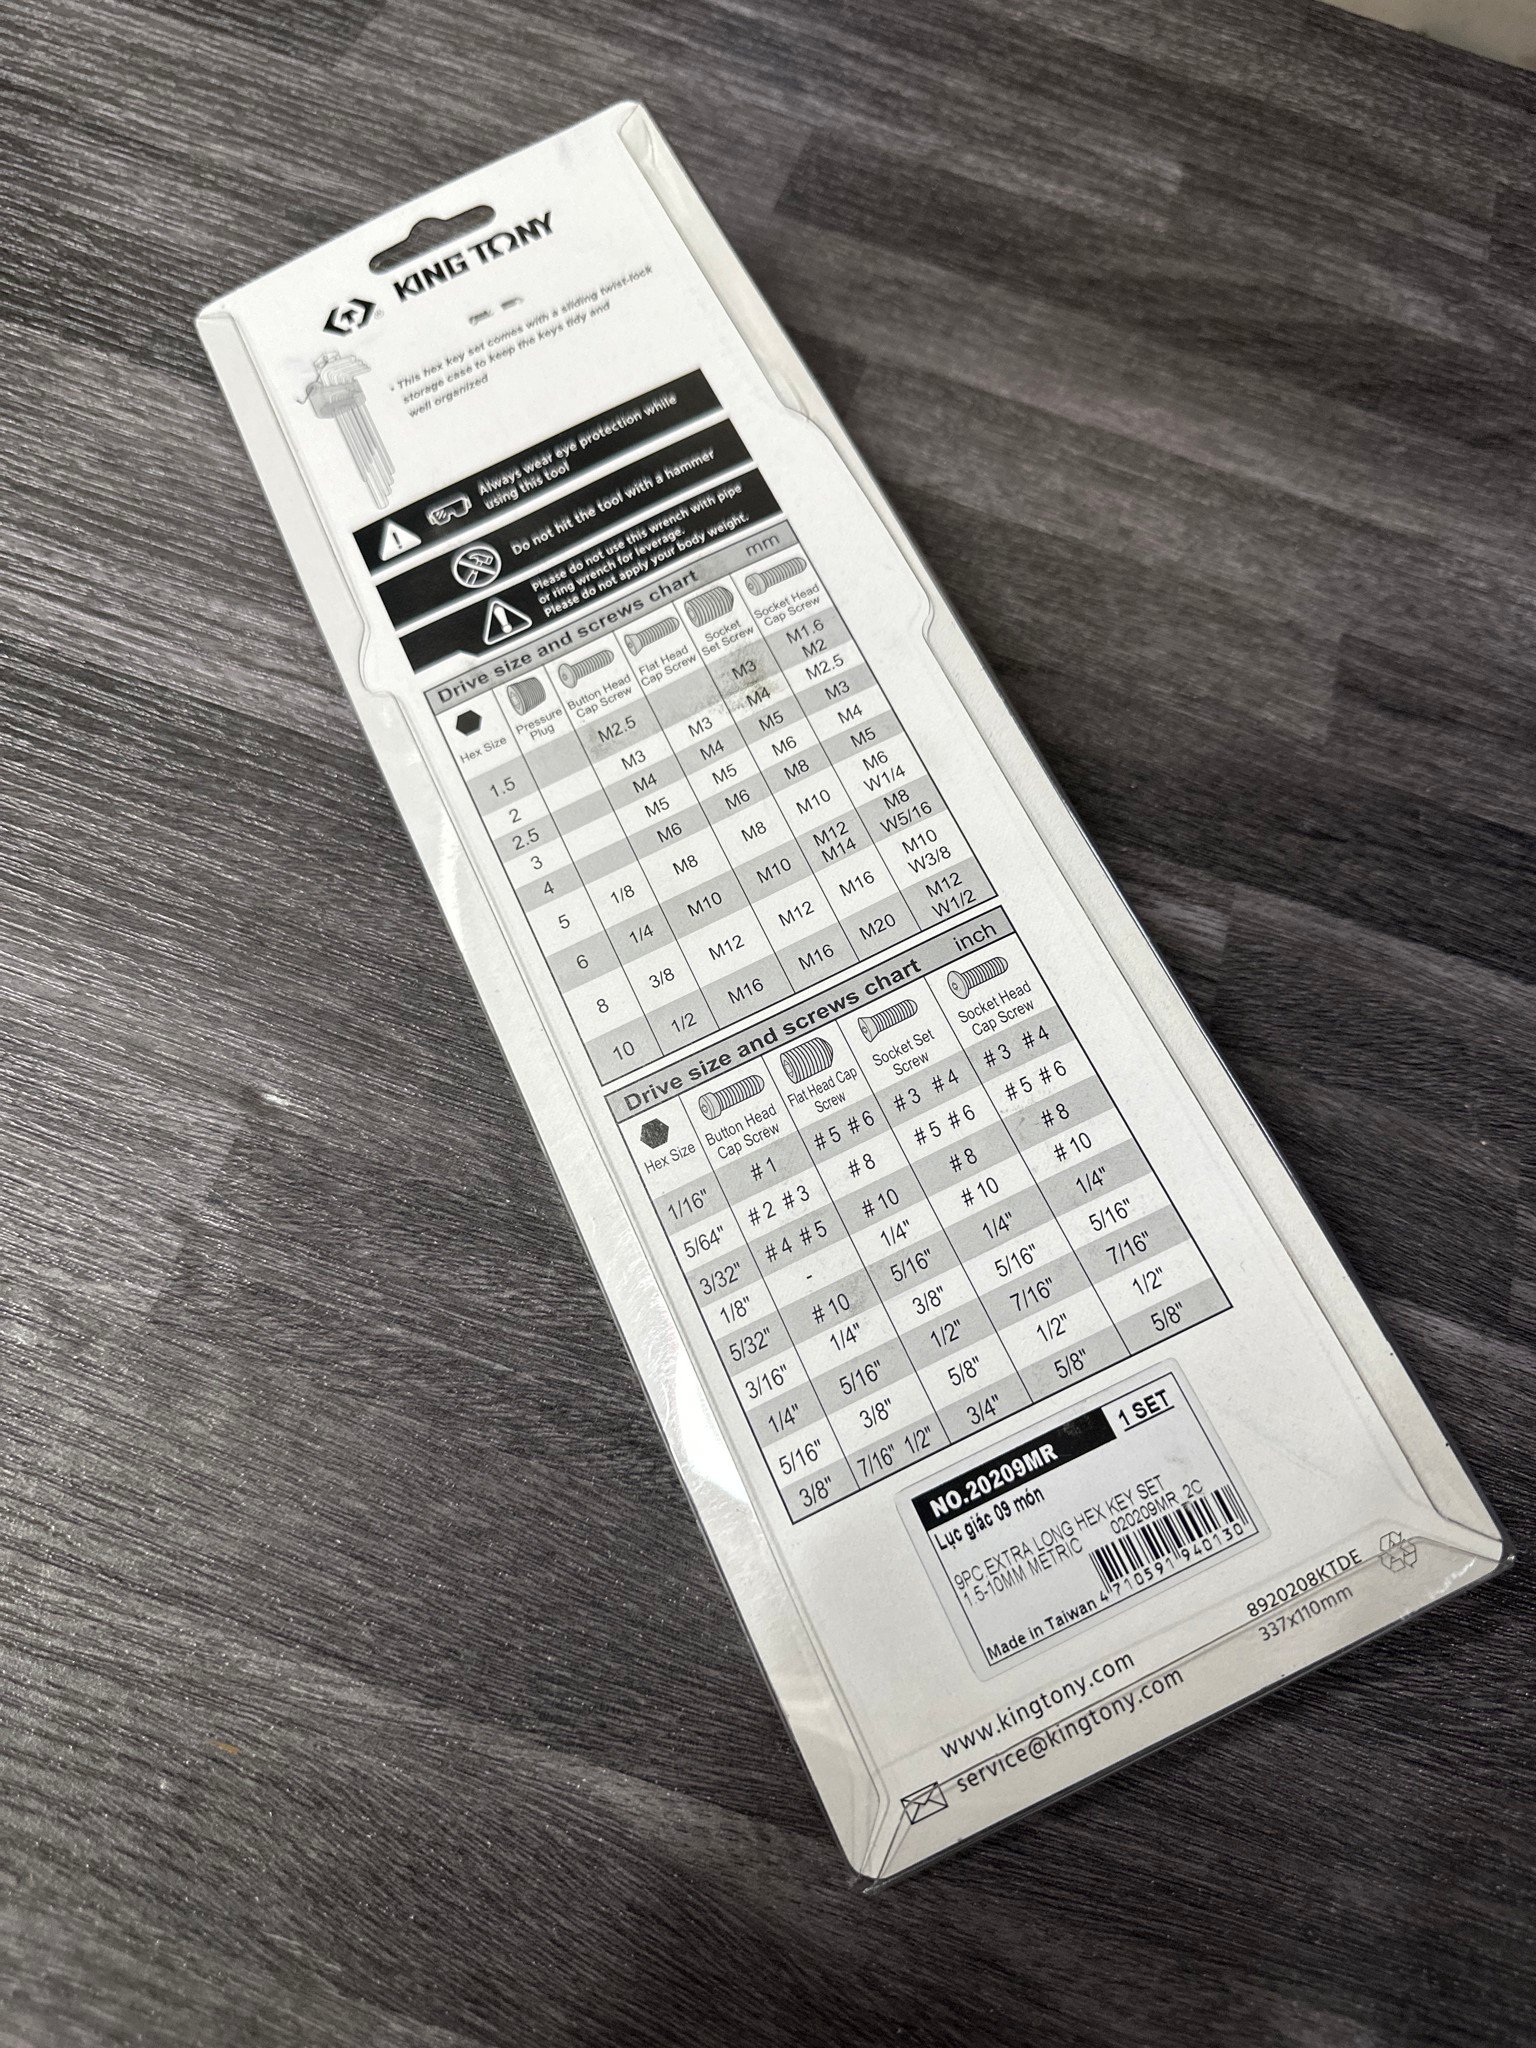 KING TONY
®
• This hex key set comes with a sliding twist-lock
storage case to keep the keys tidy and
well organized
Always wear eye protection while
using this tool
Do not hit the tool with a hammer
Please do not use this wrench with pipe
or ring wrench for leverage.
Please do not apply your body weight.
Drive size and screws chart mm
Hex Size Pressure Plug Button Head Cap Screw Flat Head Cap Screw Socket Set Screw Socket Head Cap Screw
1.5 M2.5 M3 M1.6 M2
2 M3 M3 M4 M2.5
2.5 M4 M4 M5 M3
3 M5 M5 M6 M4
4 M6 M6 M8 M5
5 1/8 M8 M8 M10 M6 W1/4
6 1/4 M10 M10 M12 M14 M8 W5/16
8 3/8 M12 M12 M16 M10 W3/8
10 1/2 M16 M16 M20 M12 W1/2
Drive size and screws chart inch
Hex Size Button Head Cap Screw Flat Head Cap Screw Socket Set Screw Socket Head Cap Screw
1/16" #1 #5 #6 #3 #4 #3 #4
5/64" #2 #3 #8 #5 #6 #5 #6
3/32" #4 #5 #10 #8 #8
1/8" - 1/4" #10 #10
5/32" #10 5/16" 1/4" 1/4"
3/16" 1/4" 3/8" 5/16" 5/16"
1/4" 5/16" 1/2" 7/16" 7/16"
5/16" 3/8" 5/8" 1/2" 1/2"
3/8" 7/16" 1/2" 3/4" 5/8" 5/8"
NO.20209MR 1 SET
Lục giác 09 món
9PC.EXTRA LONG HEX KEY SET
1.5-10MM METRIC 020209MR_2C
Made in Taiwan 4 710591 940130
8920208KTDE
337x110mm
www.kingtony.com
service@kingtony.com